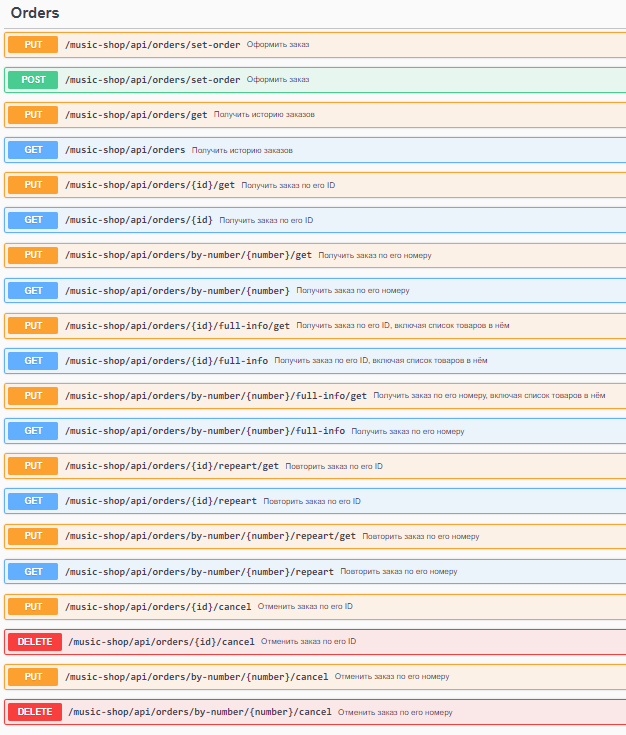 Orders
PUT /music-shop/api/orders/set-order Оформить заказ
POST /music-shop/api/orders/set-order Оформить заказ
PUT /music-shop/api/orders/get Получить историю заказов
GET /music-shop/api/orders Получить историю заказов
PUT /music-shop/api/orders/{id}/get Получить заказ по его ID
GET /music-shop/api/orders/{id} Получить заказ по его ID
PUT /music-shop/api/orders/by-number/{number}/get Получить заказ по его номеру
GET /music-shop/api/orders/by-number/{number} Получить заказ по его номеру
PUT /music-shop/api/orders/{id}/full-info/get Получить заказ по его ID, включая список товаров в нём
GET /music-shop/api/orders/{id}/full-info Получить заказ по его ID, включая список товаров в нём
PUT /music-shop/api/orders/by-number/{number}/full-info/get Получить заказ по его номеру, включая список товаров в нём
GET /music-shop/api/orders/by-number/{number}/full-info Получить заказ по его номеру
PUT /music-shop/api/orders/{id}/repeart/get Повторить заказ по его ID
GET /music-shop/api/orders/{id}/repeart Повторить заказ по его ID
PUT /music-shop/api/orders/by-number/{number}/repeart/get Повторить заказ по его номеру
GET /music-shop/api/orders/by-number/{number}/repeart Повторить заказ по его номеру
PUT /music-shop/api/orders/{id}/cancel Отменить заказ по его ID
DELETE /music-shop/api/orders/{id}/cancel Отменить заказ по его ID
PUT /music-shop/api/orders/by-number/{number}/cancel Отменить заказ по его номеру
DELETE /music-shop/api/orders/by-number/{number}/cancel Отменить заказ по его номеру